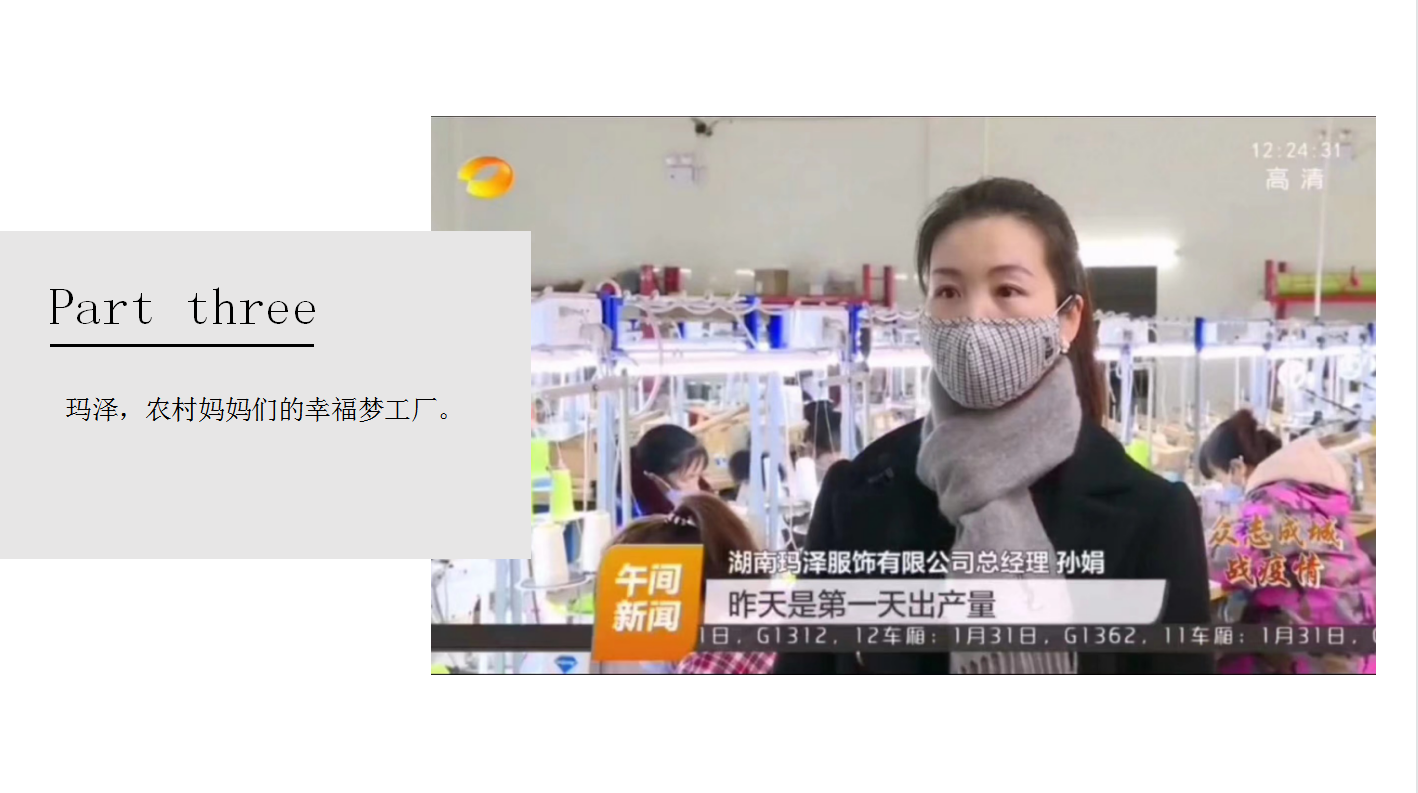 Part three
玛泽，农村妈妈们的幸福梦工厂。
12:24:31
高 清
众志成城
战疫情
湖南玛泽服饰有限公司总经理 孙娟
午间
新闻
昨天是第一天出产量
1日，G1312，12车厢：1月31日，G1362，11车厢：1月31日，